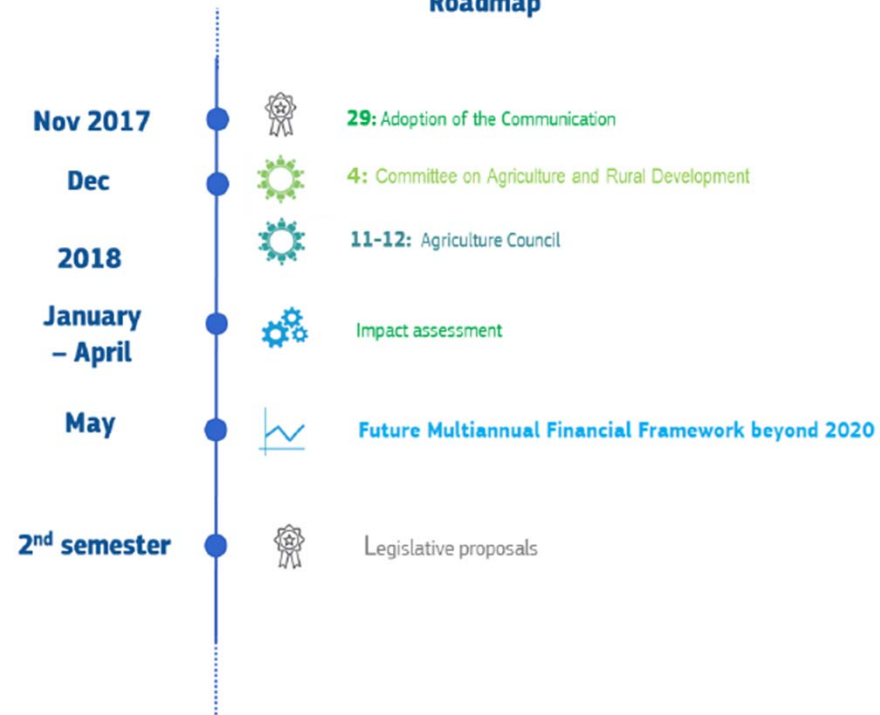 Roadmap
Nov 2017
29: Adoption of the Communication
Dec
4: Committee on Agriculture and Rural Development
11-12: Agriculture Council
2018
January
– April
Impact assessment
May
Future Multiannual Financial Framework beyond 2020
2nd semester
Legislative proposals